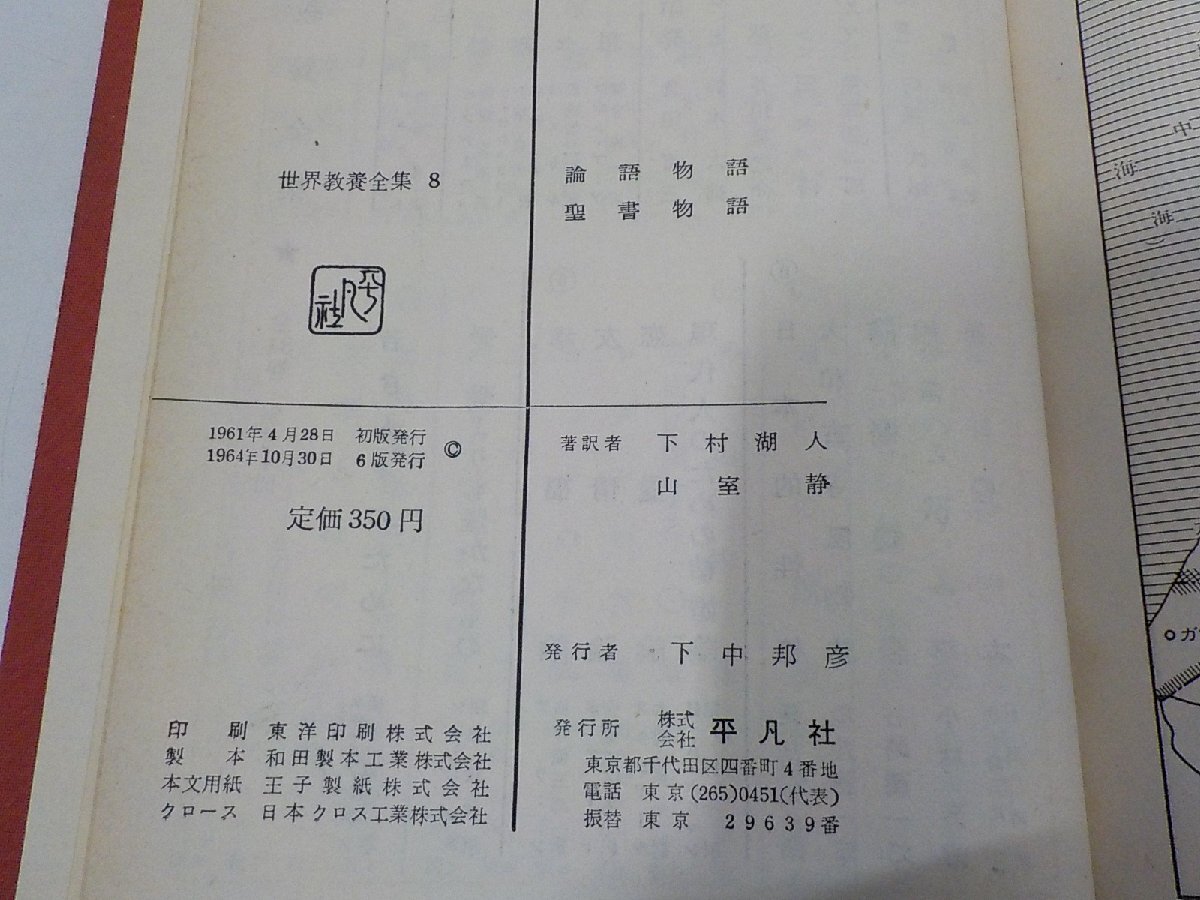 世界教養全集 8
平凡社
論語物語
聖書物語
1961年4月28日 初版発行
1964年10月30日 6版発行
©
定価350円
著訳者 下村湖人
山室静
発行者 下中邦彦
印刷 東洋印刷株式会社
製本 和田製本工業株式会社
本文用紙 王子製紙株式会社
クロース 日本クロス工業株式会社
発行所 株式会社 平凡社
東京都千代田区四番町4番地
電話 東京(265)0451(代表)
振替 東京 29639番
中
海
海)
ガ